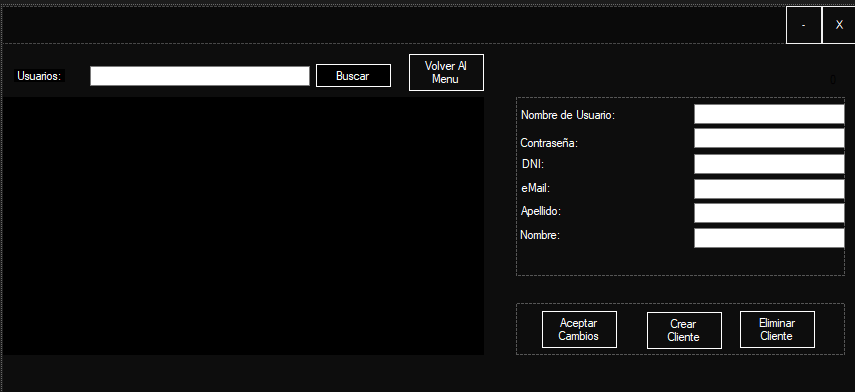 - X
Usuarios: Buscar Volver Al
Menu
0
Nombre de Usuario:
Contraseña:
DNI:
eMail:
Apellido:
Nombre:
Aceptar
Cambios
Crear
Cliente
Eliminar
Cliente